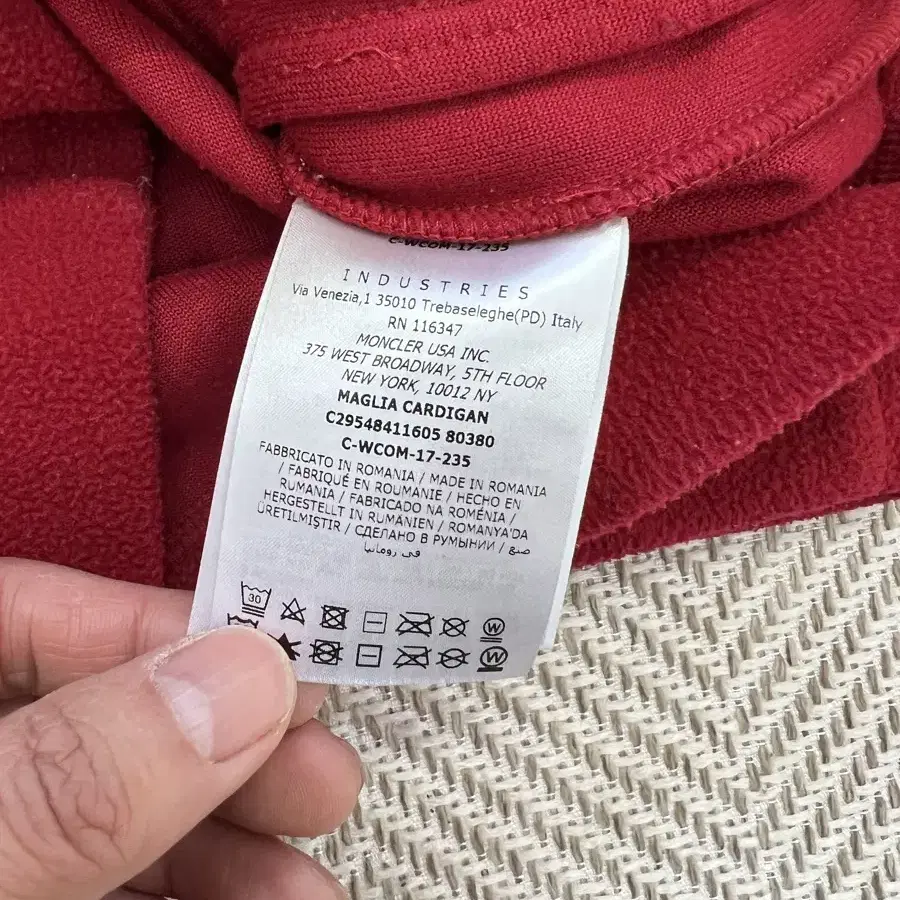 C-WCOM-17-235
INDUSTRIES
Via Venezia,1 35010 Trebaseleghe(PD) Italy
RN 116347
MONCLER USA INC.
375 WEST BROADWAY, 5TH FLOOR
NEW YORK, 10012 NY
MAGLIA CARDIGAN
C29548411605 80380
C-WCOM-17-235
FABBRICATO IN ROMANIA / MADE IN ROMANIA
/ FABRIQUÉ EN ROUMANIE / HECHO EN
RUMANIA / FABRICADO NA ROMÉNIA /
HERGESTELLT IN RUMÄNIEN / ROMANYA'DA
ÜRETILMIŞTIR / СДЕЛАНО В РУМЫНИИ / صنع
في رومانيا
30
W
W